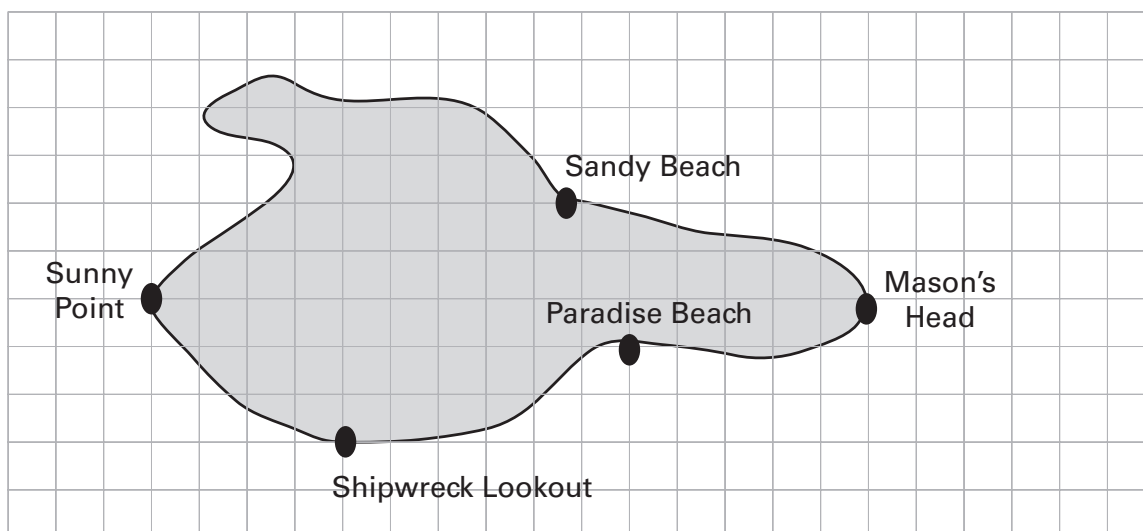 Sandy Beach
Sunny
Point
Mason's
Head
Paradise Beach
Shipwreck Lookout